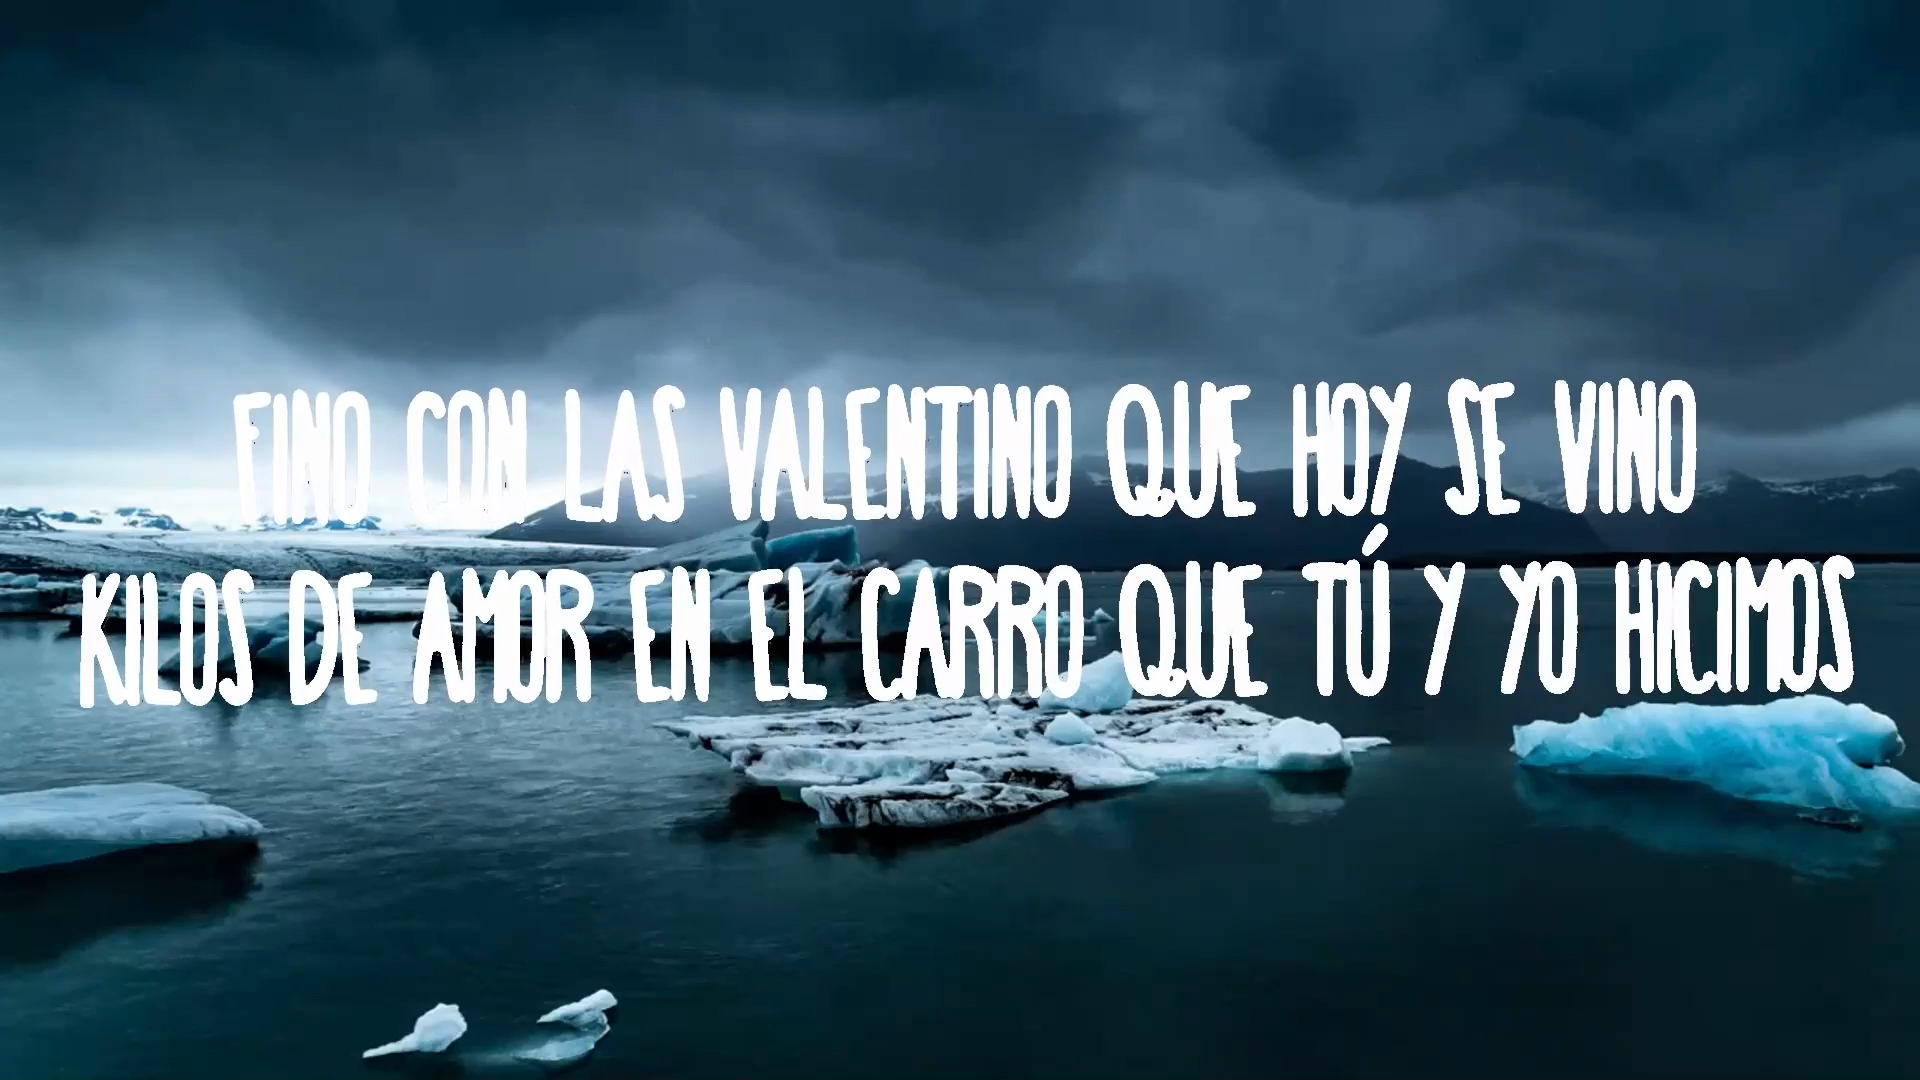 FINO CON LAS VALENTINO QUE HOY SE VINO
KILOS DE AMOR EN EL CARRO QUE TÚ Y YO HICIMOS